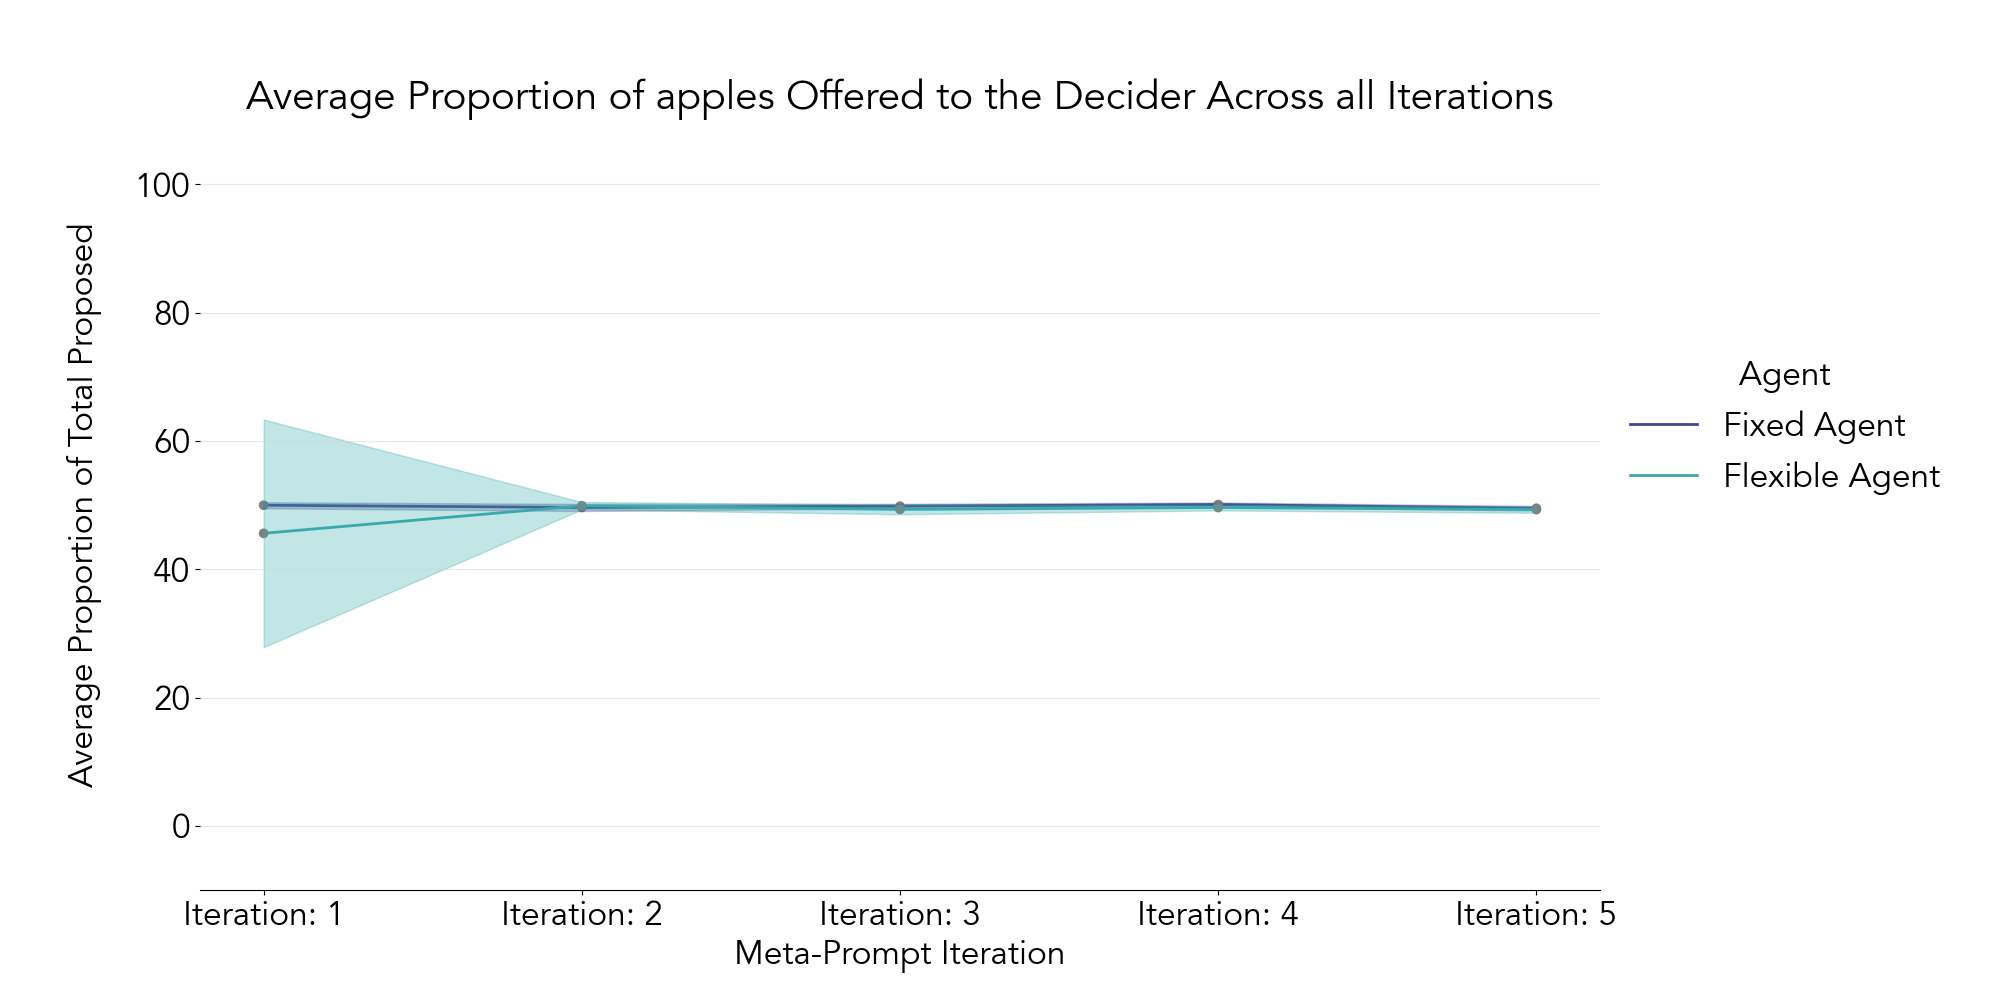 Average Proportion of apples Offered to the Decider Across all Iterations
Average Proportion of Total Proposed
100
80
60
40
20
0
Iteration: 1
Iteration: 2
Iteration: 3
Iteration: 4
Iteration: 5
Meta-Prompt Iteration
Agent
Fixed Agent
Flexible Agent